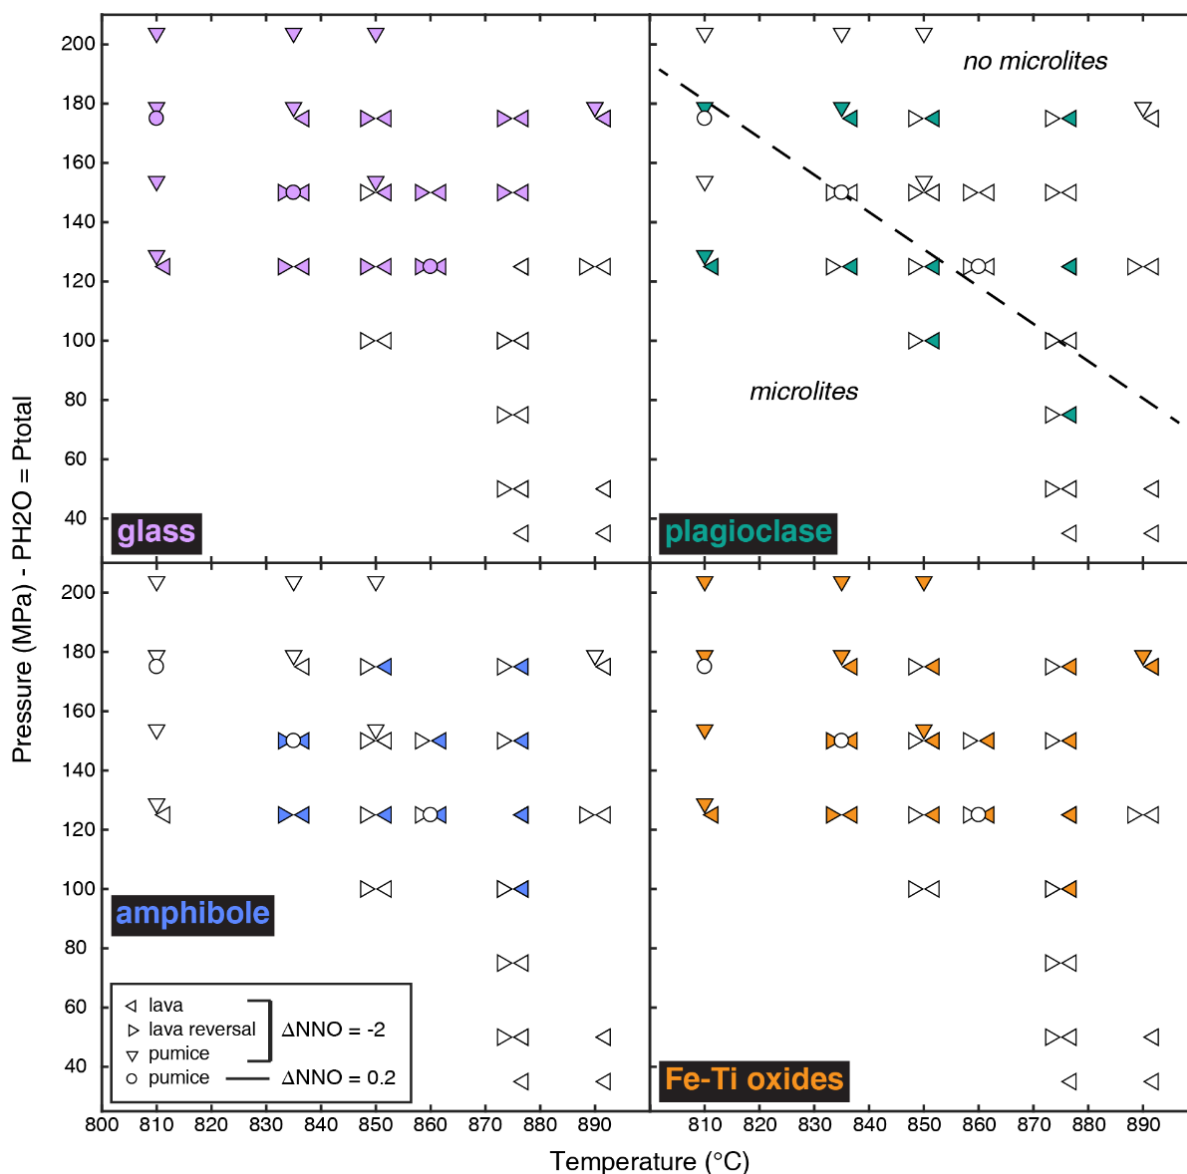 200
180
160
140
120
100
80
60
40
no microlites
microlites
glass
plagioclase
200
180
160
140
120
100
80
60
40
amphibole
Fe-Ti oxides
lava
lava reversal
pumice
ΔNNO = -2
pumice
ΔNNO = 0.2
800 810 820 830 840 850 860 870 880 890
810 820 830 840 850 860 870 880 890
Pressure (MPa) - PH2O = Ptotal
Temperature (°C)